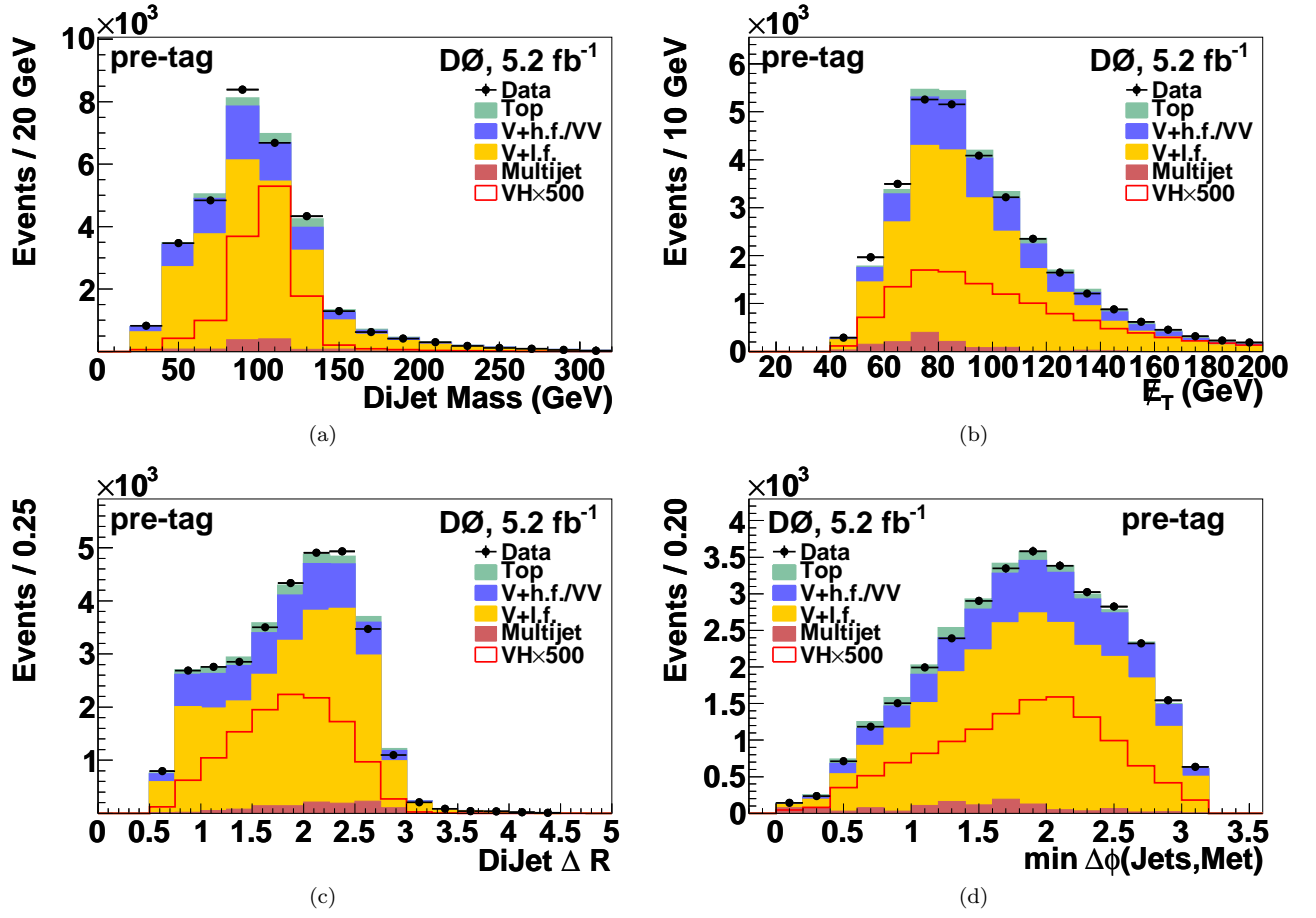 ×10³
Events / 20 GeV
10
8
6
4
2
0
50
100
150
200
250
300
DiJet Mass (GeV)
pre-tag
DØ, 5.2 fb⁻¹
Data
Top
V+h.f./VV
V+l.f.
Multijet
VH×500
(a)
×10³
Events / 10 GeV
6
5
4
3
2
1
0
20
40
60
80
100
120
140
160
180
200
E̸_T (GeV)
pre-tag
DØ, 5.2 fb⁻¹
Data
Top
V+h.f./VV
V+l.f.
Multijet
VH×500
(b)
×10³
Events / 0.25
5
4
3
2
1
0
0.5
1
1.5
2
2.5
3
3.5
4
4.5
5
DiJet Δ R
pre-tag
DØ, 5.2 fb⁻¹
Data
Top
V+h.f./VV
V+l.f.
Multijet
VH×500
(c)
×10³
Events / 0.20
4
3.5
3
2.5
2
1.5
1
0.5
0
0
0.5
1
1.5
2
2.5
3
3.5
min Δϕ(Jets,Met)
DØ, 5.2 fb⁻¹
pre-tag
Data
Top
V+h.f./VV
V+l.f.
Multijet
VH×500
(d)